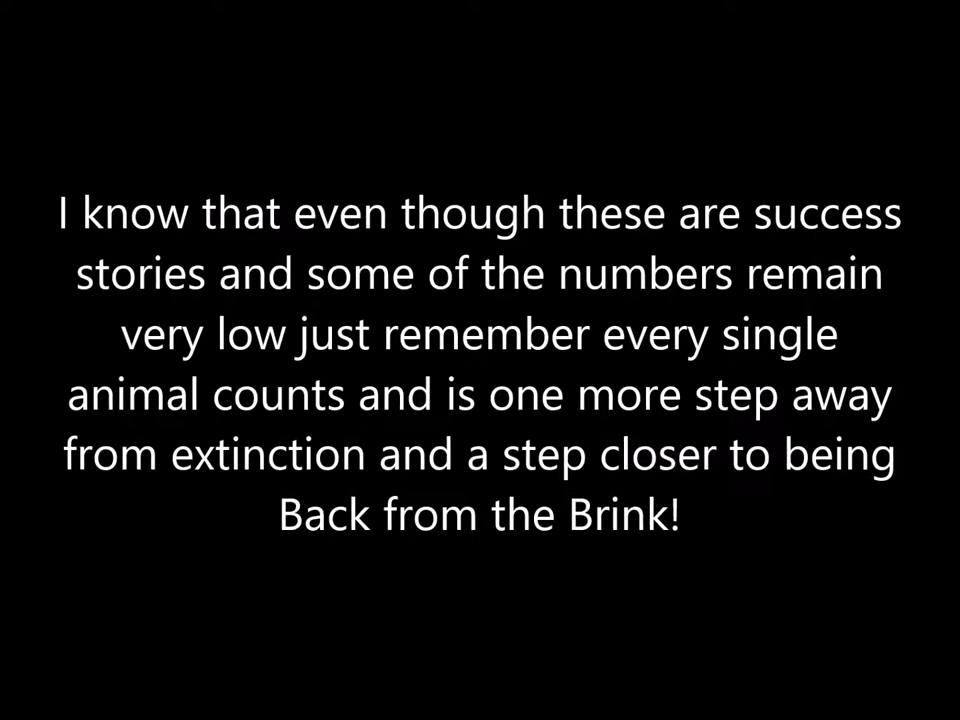 I know that even though these are success
stories and some of the numbers remain
very low just remember every single
animal counts and is one more step away
from extinction and a step closer to being
Back from the Brink!